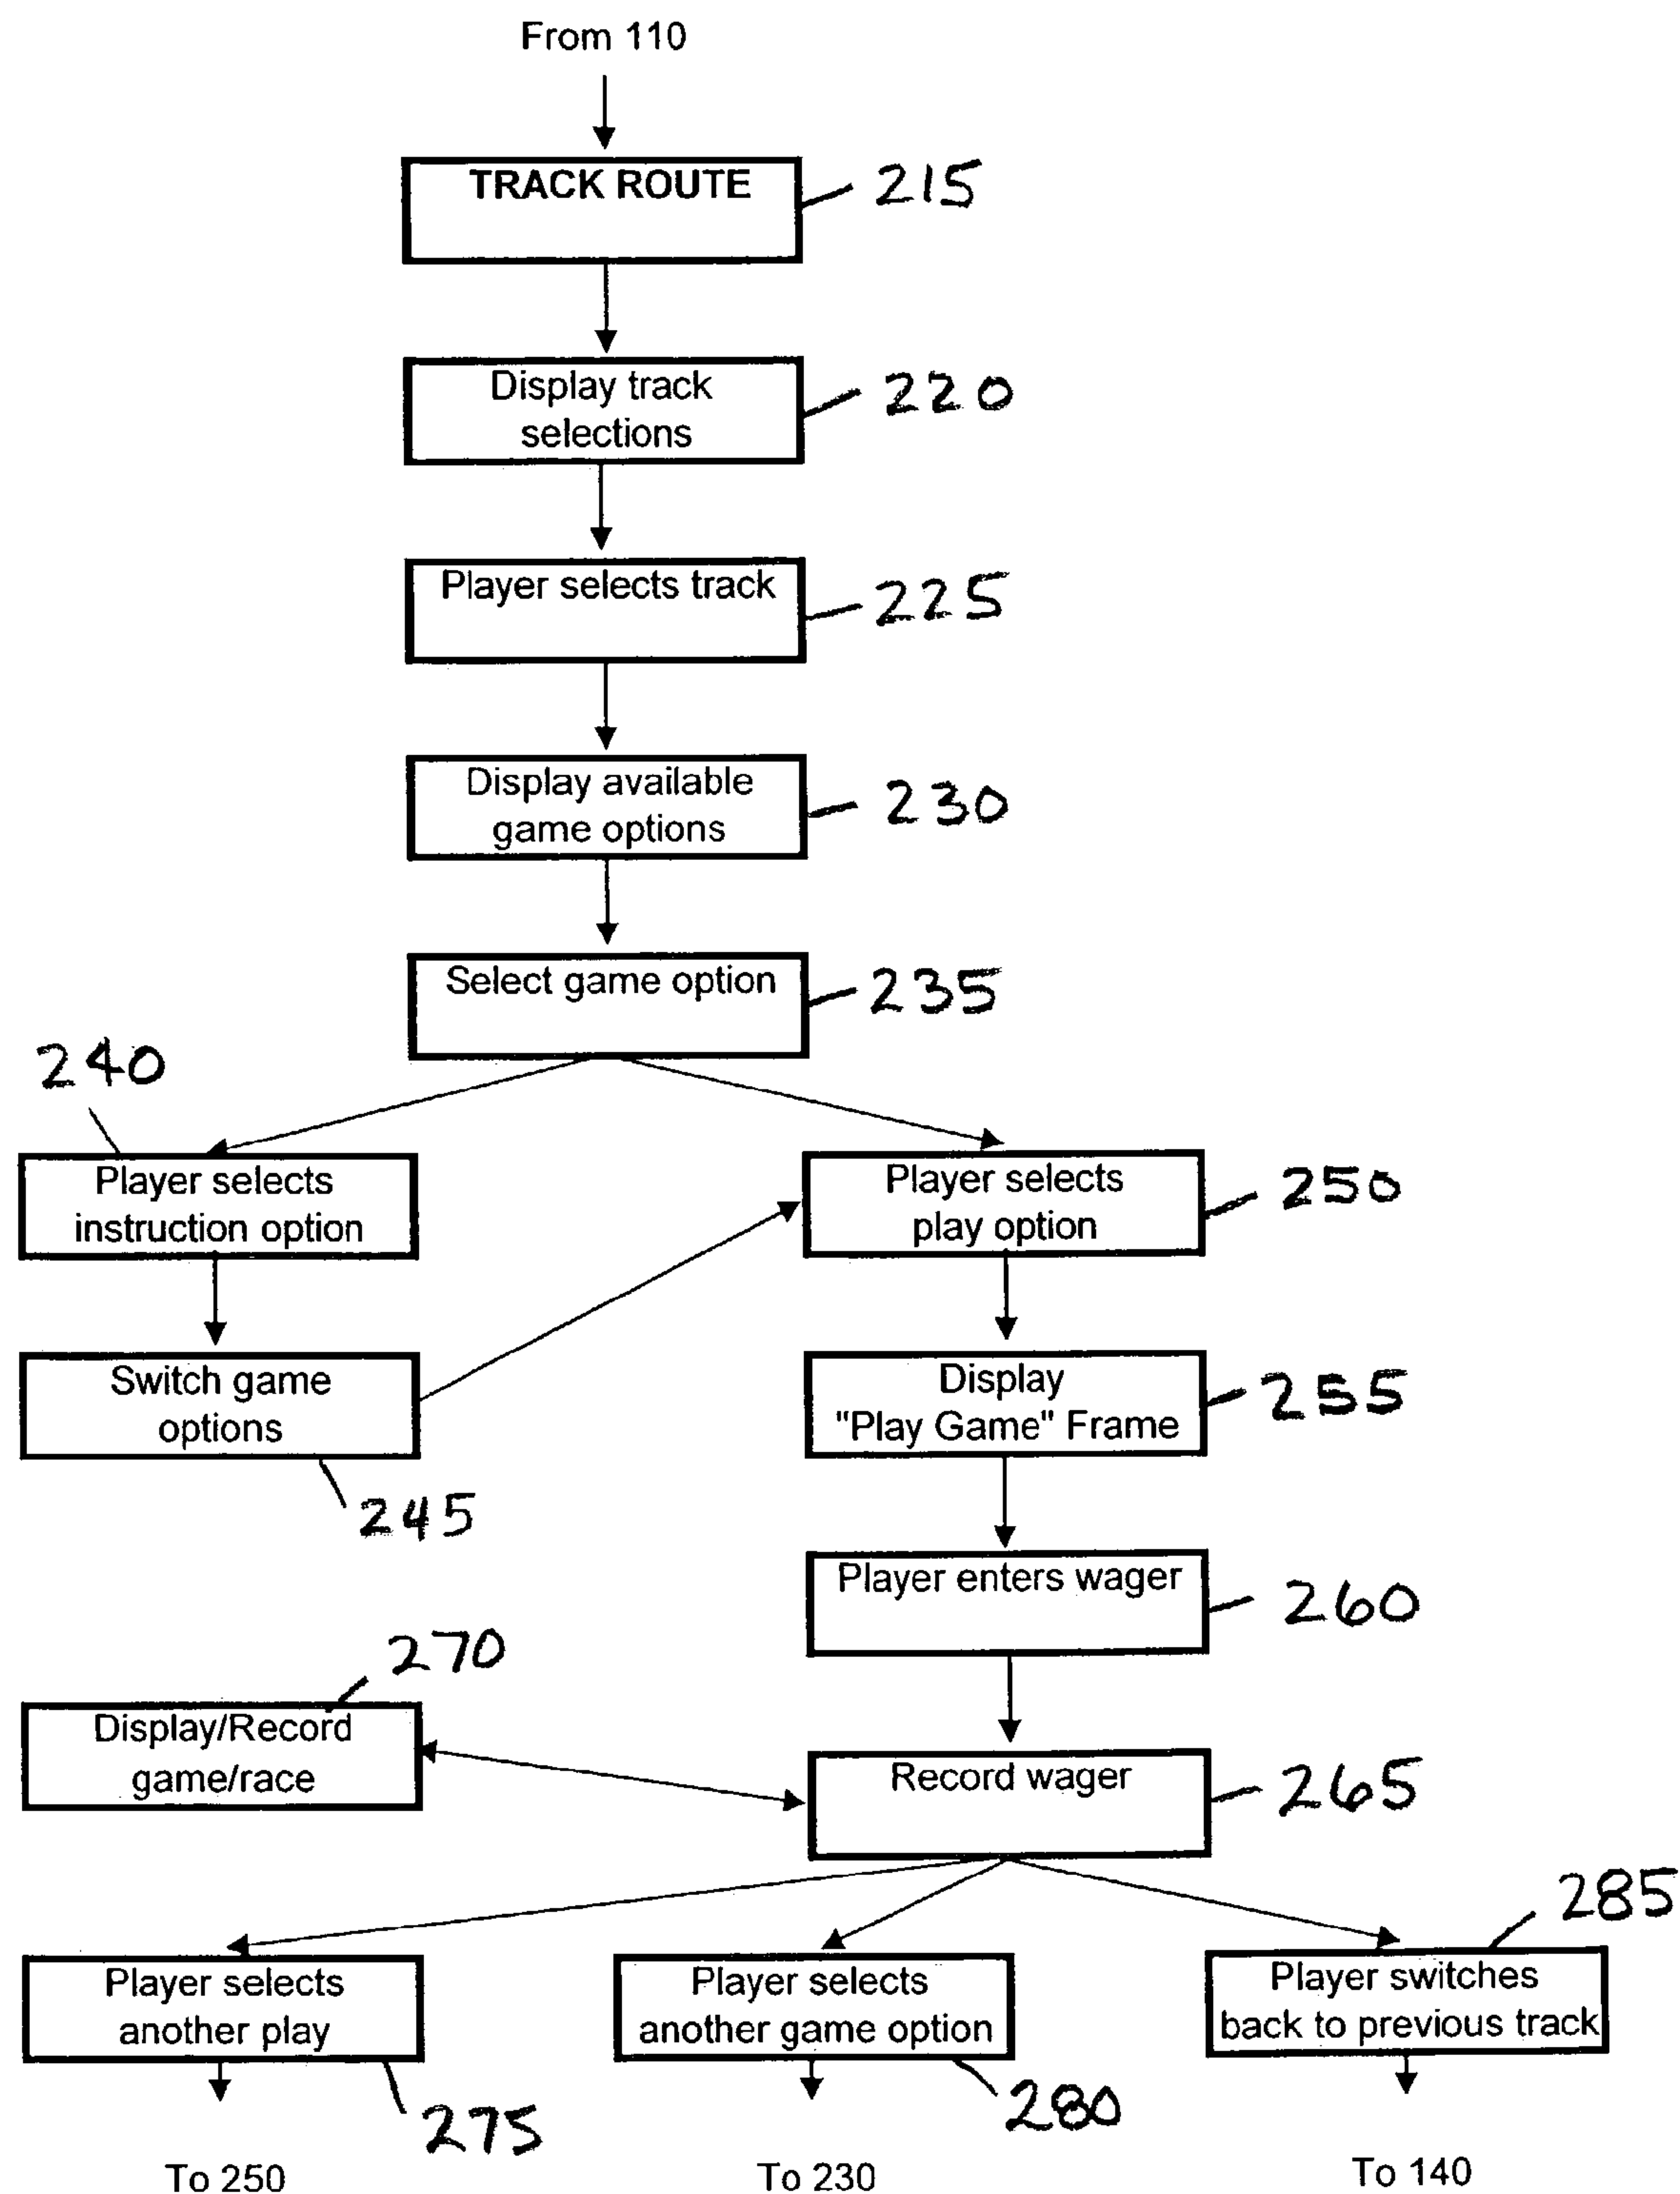 From 110
TRACK ROUTE
215
Display track
selections
220
Player selects track
225
Display available
game options
230
Select game option
235
240
Player selects
instruction option
Player selects
play option
250
Switch game
options
245
Display
"Play Game" Frame
255
Player enters wager
260
270
Display/Record
game/race
Record wager
265
285
Player selects
another play
275
Player selects
another game option
280
Player switches
back to previous track
To 250
To 230
To 140